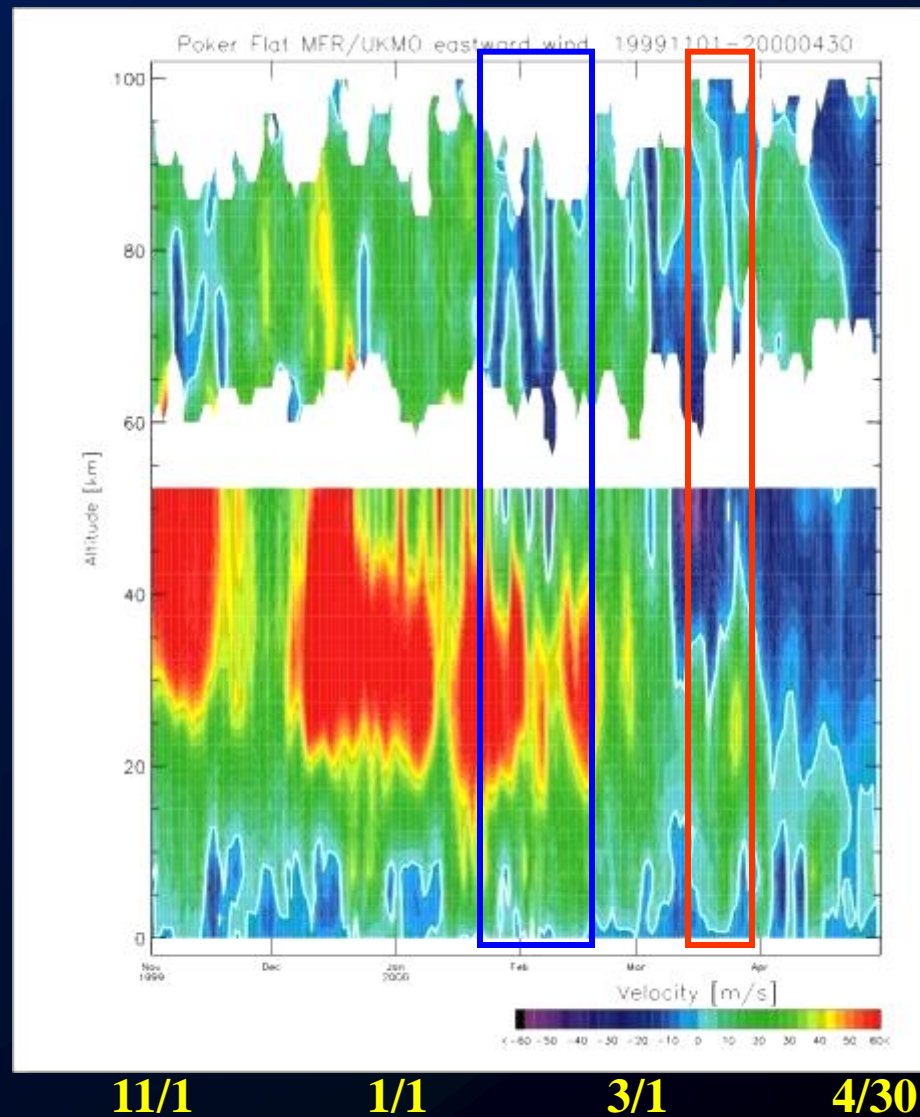 Poker Flat MFR/UKMO eastward wind 19991101-20000430
100
80
60
40
20
0
Altitude [km]
Nov Dec Jan Feb Mar Apr
1999 2000
Velocity [m/s]
<-60 -50 -40 -30 -20 -10 0 10 20 30 40 50 60<
11/1 1/1 3/1 4/30